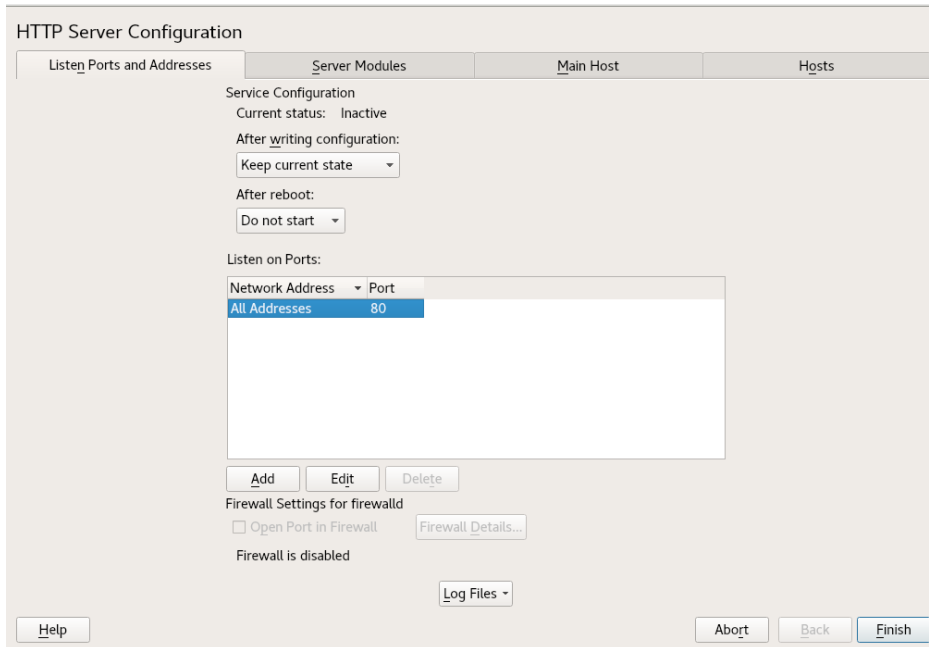 HTTP Server Configuration
Listen Ports and Addresses Server Modules Main Host Hosts
Service Configuration
Current status: Inactive
After writing configuration:
Keep current state
After reboot:
Do not start
Listen on Ports:
Network Address Port
All Addresses 80
Add Edit Delete
Firewall Settings for firewalld
Open Port in Firewall Firewall Details...
Firewall is disabled
Log Files
Help Abort Back Finish